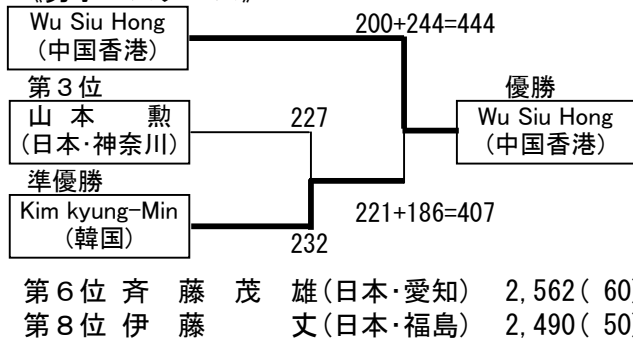 Wu Siu Hong
(中国香港)
200+244=444
第3位
優勝
山 本 勲
(日本・神奈川)
227
Wu Siu Hong
(中国香港)
準優勝
Kim kyung-Min
(韓国)
221+186=407
232
第6位 斉 藤 茂 雄(日本・愛知) 2,562( 60)
第8位 伊 藤 丈(日本・福島) 2,490( 50)